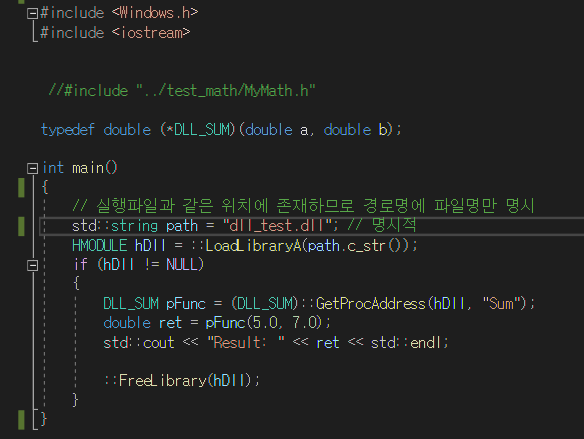 #include <Windows.h>
#include <iostream>
//#include "../test_math/MyMath.h"
typedef double (*DLL_SUM)(double a, double b);
int main()
{
// 실행파일과 같은 위치에 존재하므로 경로명에 파일명만 명시
std::string path = "dll_test.dll"; // 명시적
HMODULE hDll = ::LoadLibraryA(path.c_str());
if (hDll != NULL)
{
DLL_SUM pFunc = (DLL_SUM)::GetProcAddress(hDll, "Sum");
double ret = pFunc(5.0, 7.0);
std::cout << "Result: " << ret << std::endl;
::FreeLibrary(hDll);
}
}